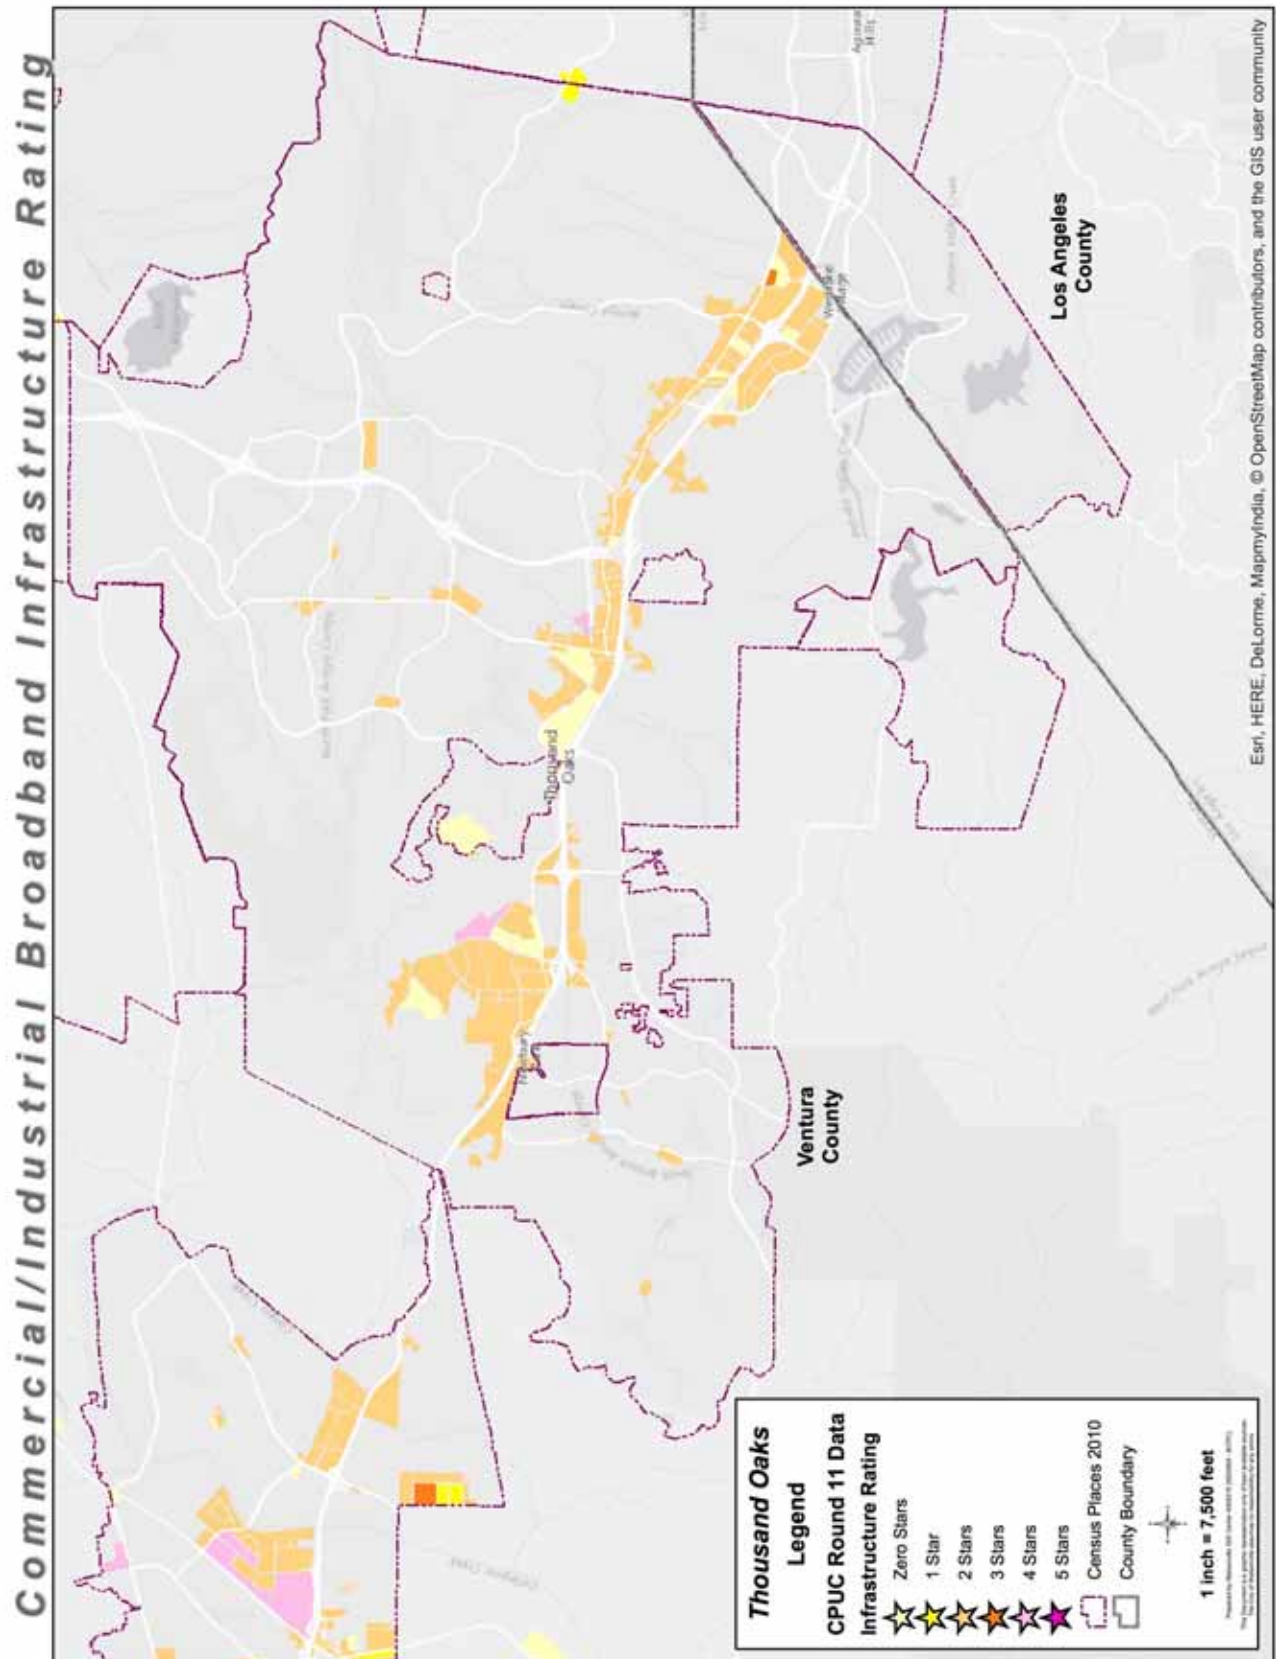 Commercial/Industrial Broadband Infrastructure Rating
Agoura
Hills
Thousand
Oaks
Ventura
County
Los Angeles
County
Thousand Oaks
Legend
CPUC Round 11 Data
Infrastructure Rating
Zero Stars
1 Star
2 Stars
3 Stars
4 Stars
5 Stars
Census Places 2010
County Boundary
1 inch = 7,500 feet
Esri, HERE, DeLorme, MapmyIndia, © OpenStreetMap contributors, and the GIS user community